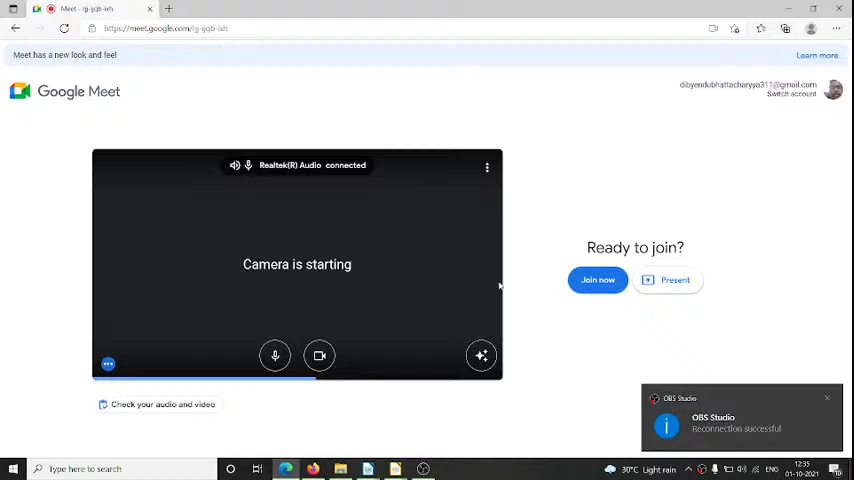 Meet - rjj-ijqb-ixh
https://meet.google.com/rjj-ijqb-ixh
Meet has a new look and feel
Learn more
Google Meet
dibyendubhattacharyya311@gmail.com
Switch account
Realtek(R) Audio connected
Camera is starting
Ready to join?
Join now
Present
Check your audio and video
OBS Studio
OBS Studio
Reconnection successful
Type here to search
30°C Light rain
ENG
12:35
01-10-2021